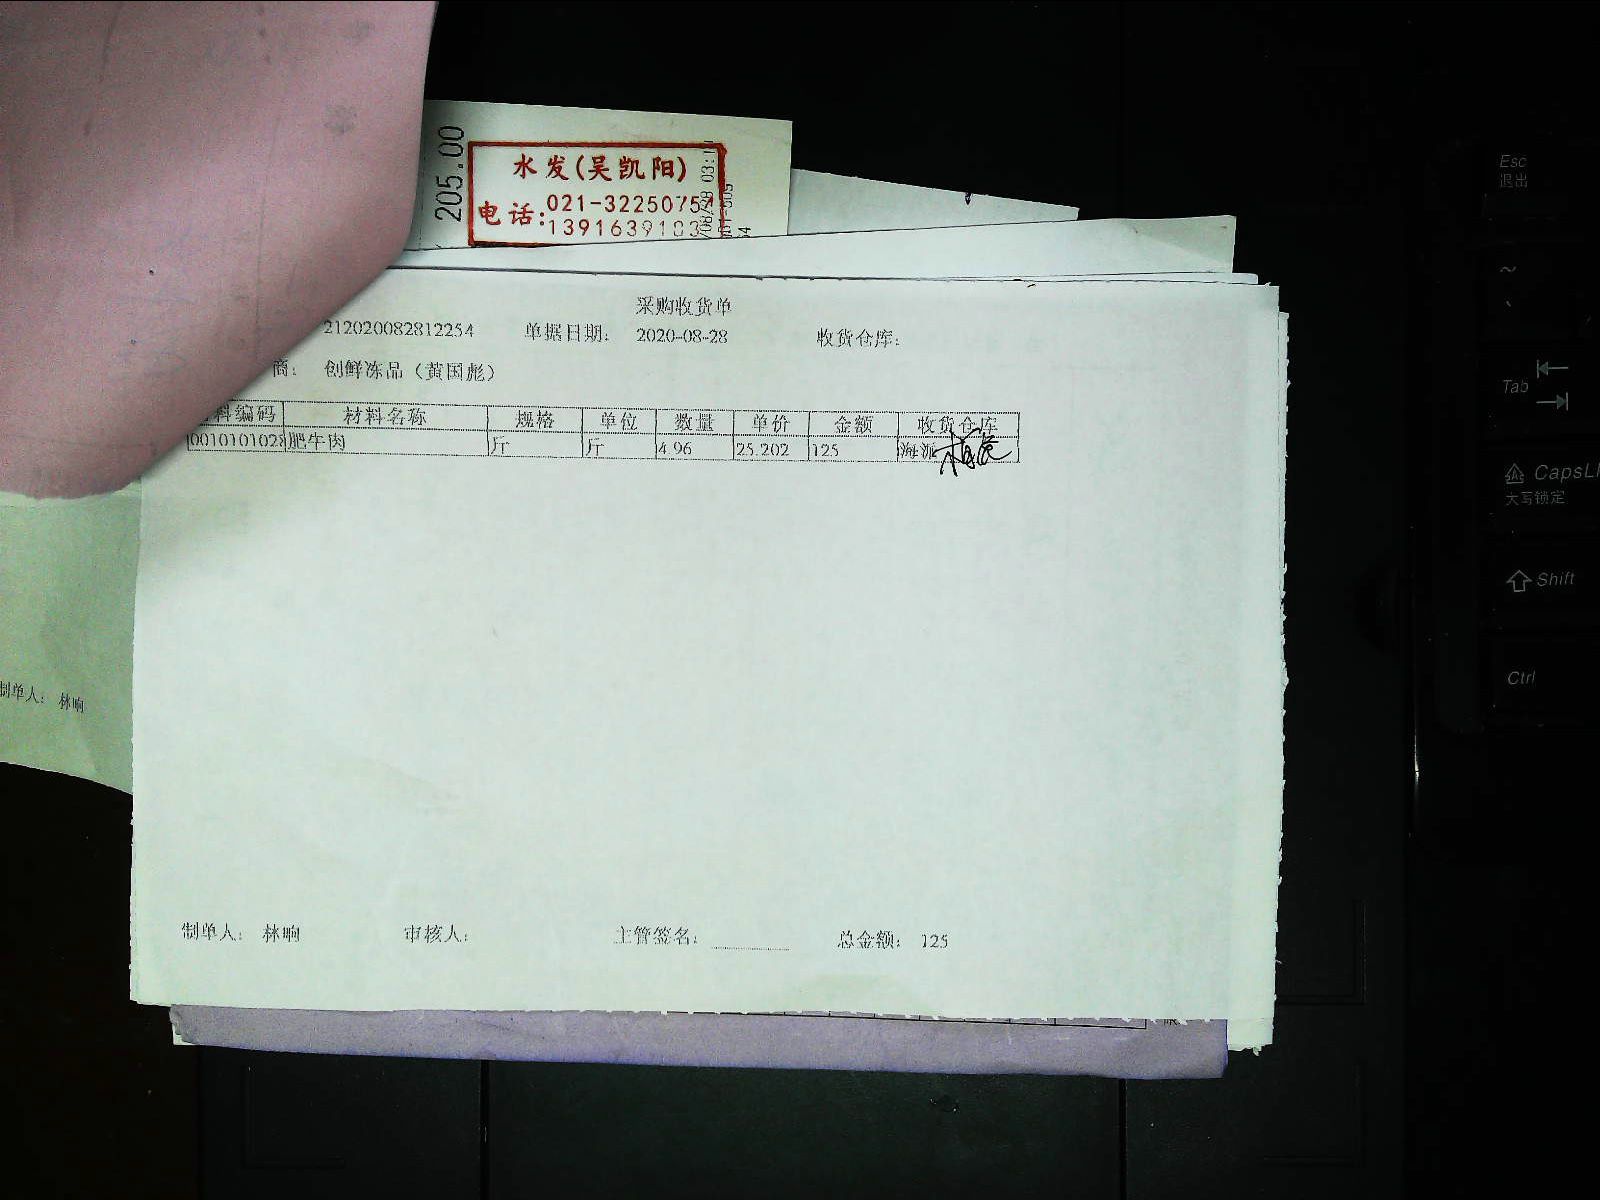 205.00
水发(吴凯阳)
电话:021-3225075
1391639103
采购收货单
212020082812254 单据日期: 2020-08-28 收货仓库:
商: 创鲜冻品（黄国彪）
料编码 材料名称 规格 单位 数量 单价 金额 收货仓库
001010102 肥牛肉 斤 斤 4.96 25.202 125 海派
制单人: 林响
制单人: 林响 审核人: 主管签名: 总金额: 125
Esc
退出
~
Tab
CapsL
大写锁定
Shift
Ctrl